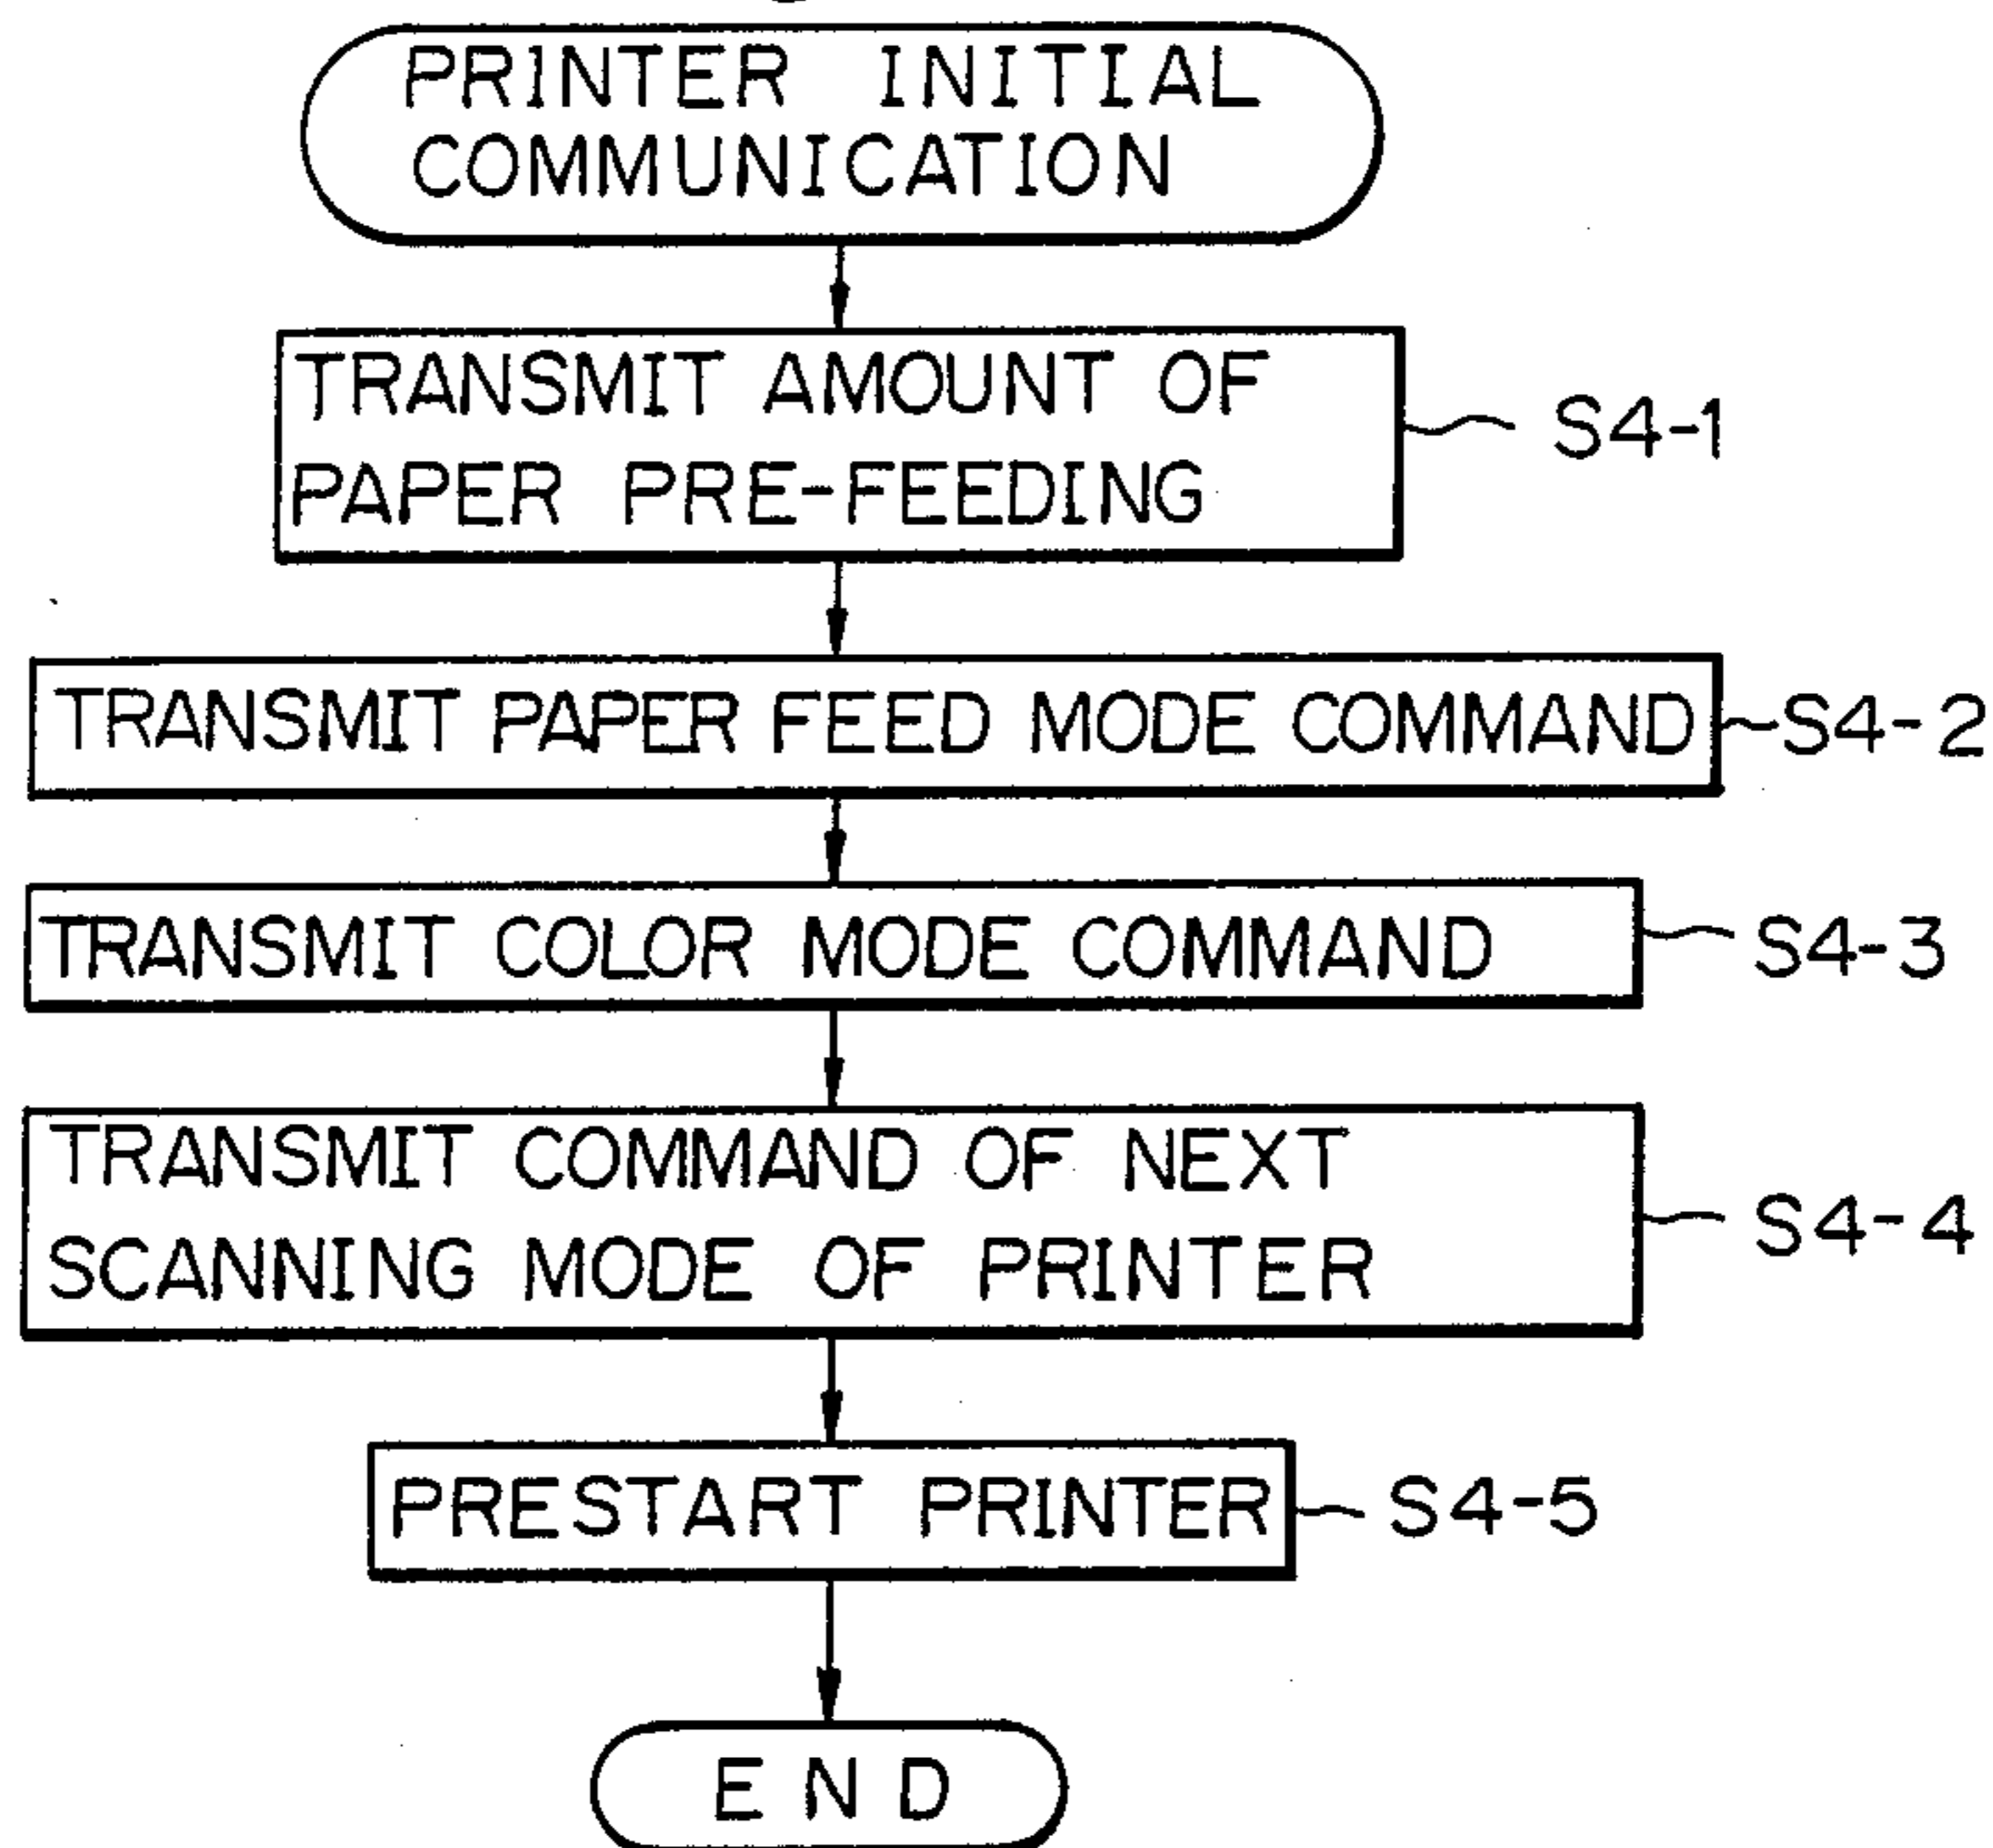 PRINTER INITIAL
COMMUNICATION
TRANSMIT AMOUNT OF
PAPER PRE-FEEDING
S4-1
TRANSMIT PAPER FEED MODE COMMAND
S4-2
TRANSMIT COLOR MODE COMMAND
S4-3
TRANSMIT COMMAND OF NEXT
SCANNING MODE OF PRINTER
S4-4
PRESTART PRINTER
S4-5
END